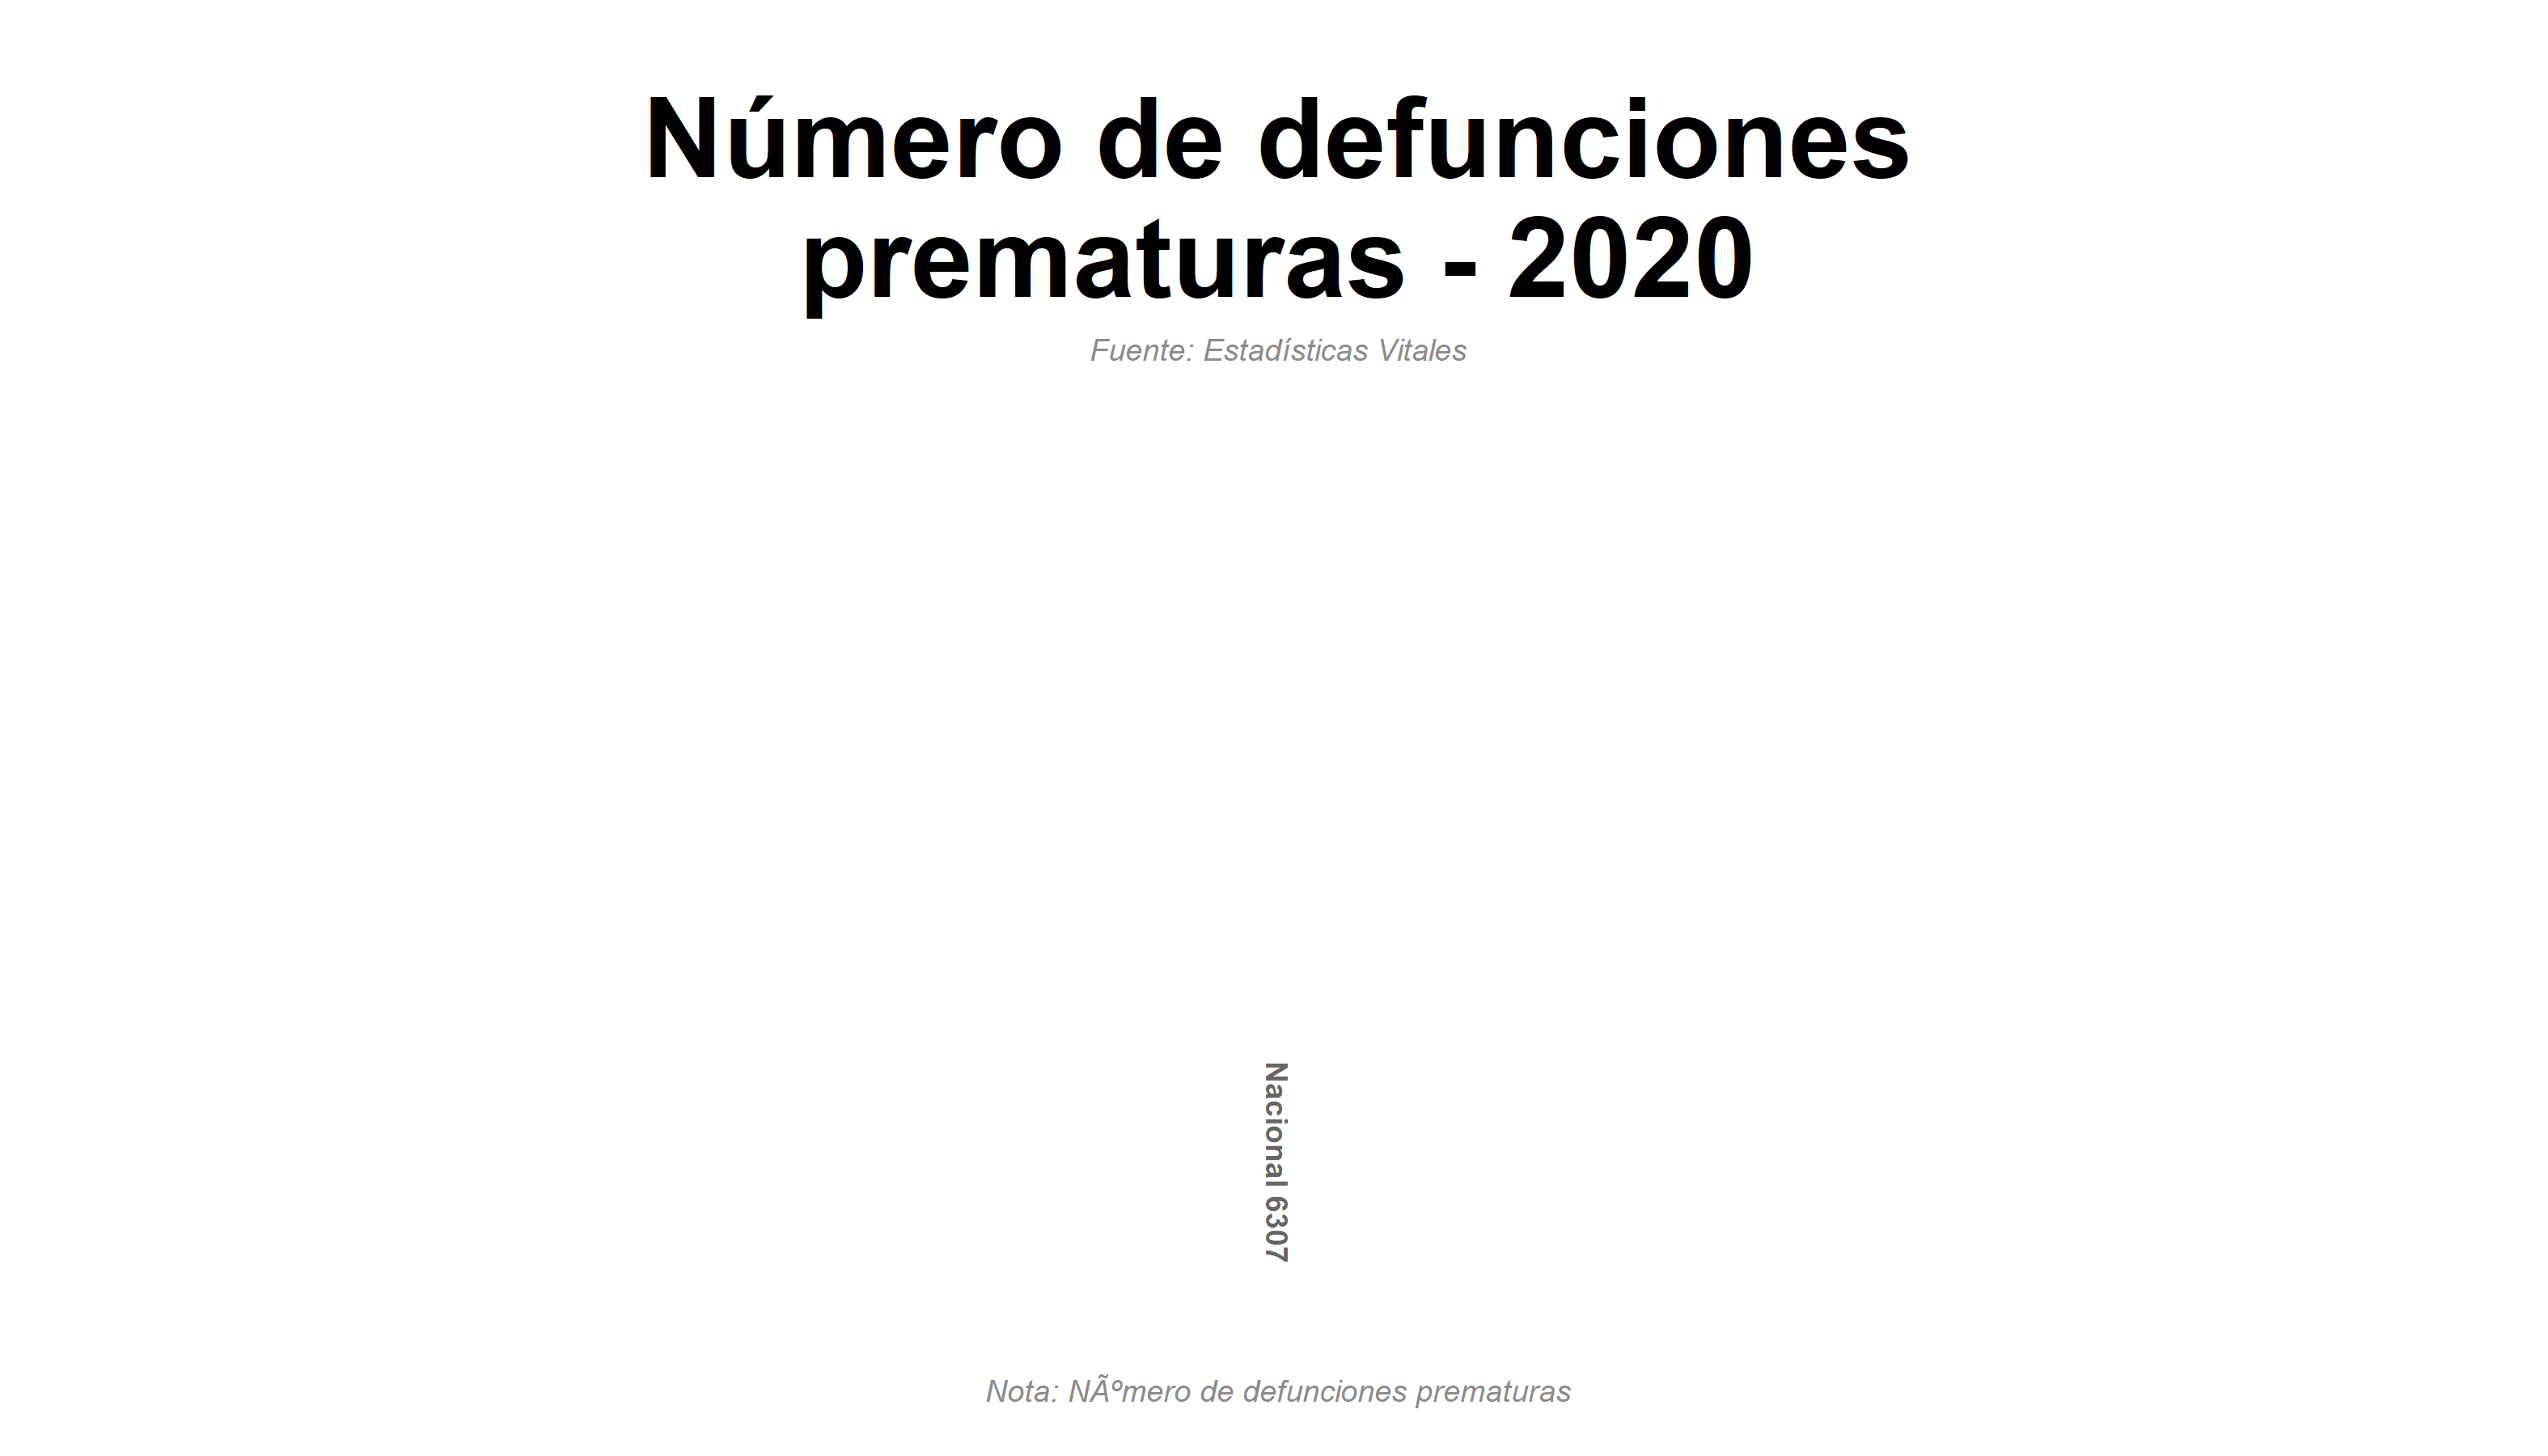 Número de defunciones
prematuras - 2020
Fuente: Estadísticas Vitales
Nacional 6307
Nota: NÃºmero de defunciones prematuras